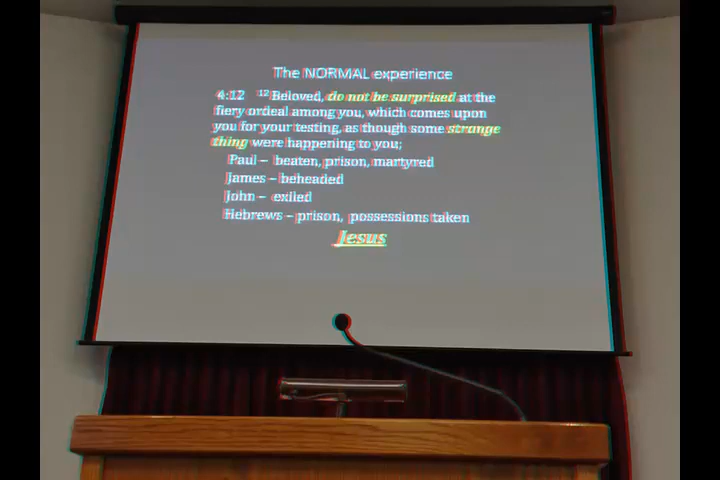 The NORMAL experience
4:12 12 Beloved, do not be surprised at the
fiery ordeal among you, which comes upon
you for your testing, as though some strange
thing were happening to you;
Paul – beaten, prison, martyred
James – beheaded
John – exiled
Hebrews – prison, possessions taken
Jesus